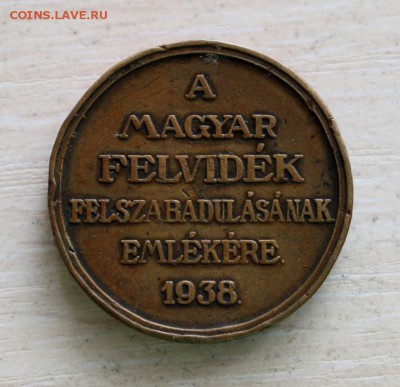 COINS.LAVE.RU
A
MAGYAR
FELVIDÉK
FELSZABADULÁSÁNAK
EMLÉKÉRE.
1938.